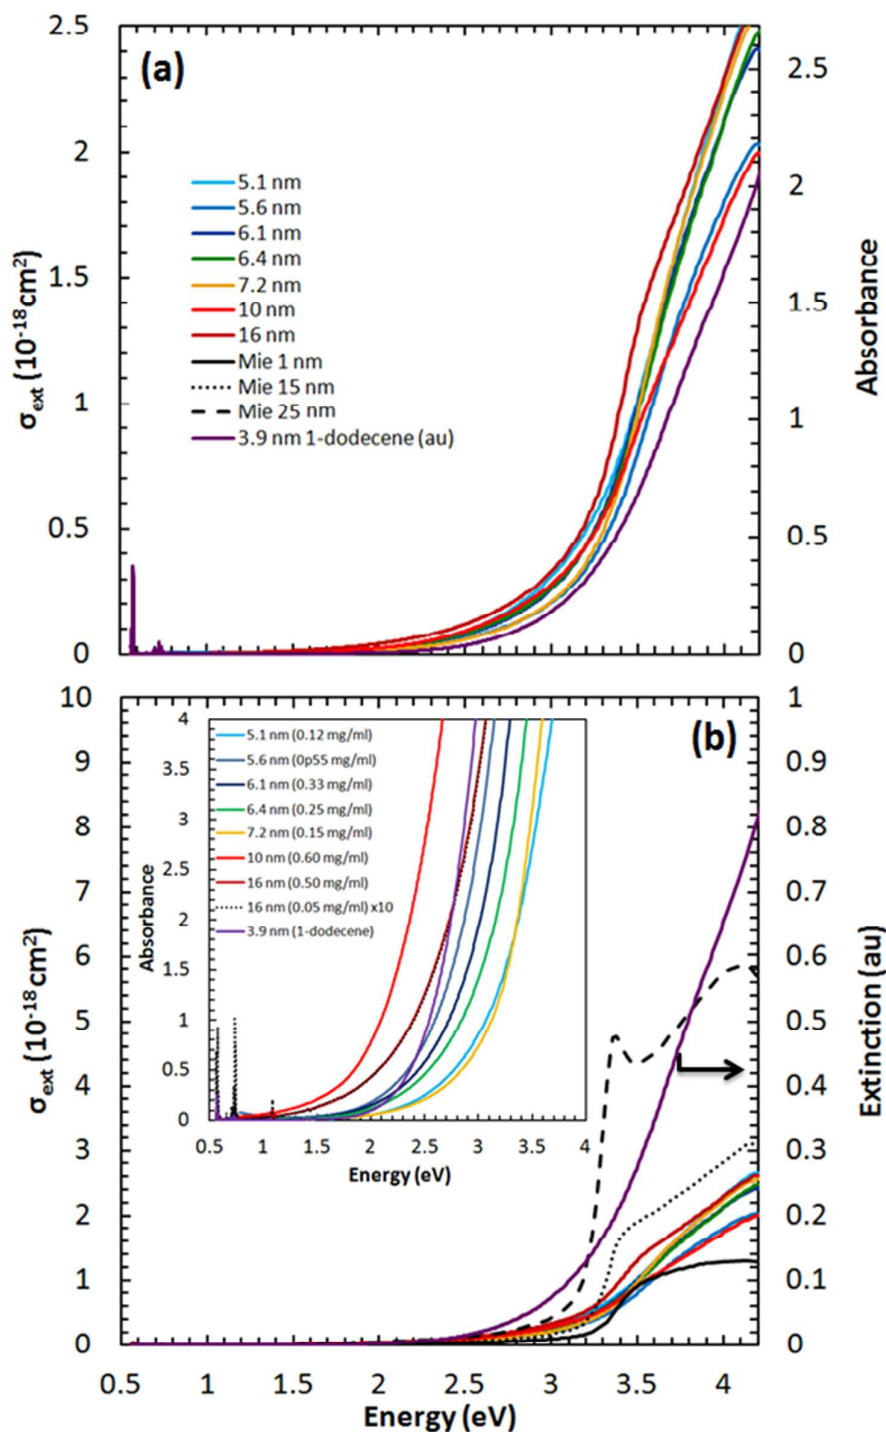 2.5
2
1.5
1
0.5
0
σext (10-18cm2)
(a)
5.1 nm
5.6 nm
6.1 nm
6.4 nm
7.2 nm
10 nm
16 nm
Mie 1 nm
Mie 15 nm
Mie 25 nm
3.9 nm 1-dodecene (au)
2.5
2
1.5
1
0.5
0
Absorbance
10
9
8
7
6
5
4
3
2
1
0
σext (10-18cm2)
(b)
4
3.5
3
2.5
2
1.5
1
0.5
0
Absorbance
5.1 nm (0.12 mg/ml)
5.6 nm (0p55 mg/ml)
6.1 nm (0.33 mg/ml)
6.4 nm (0.25 mg/ml)
7.2 nm (0.15 mg/ml)
10 nm (0.60 mg/ml)
16 nm (0.50 mg/ml)
16 nm (0.05 mg/ml) x10
3.9 nm (1-dodecene)
0.5 1 1.5 2 2.5 3 3.5 4
Energy (eV)
1
0.9
0.8
0.7
0.6
0.5
0.4
0.3
0.2
0.1
0
Extinction (au)
0.5 1 1.5 2 2.5 3 3.5 4
Energy (eV)